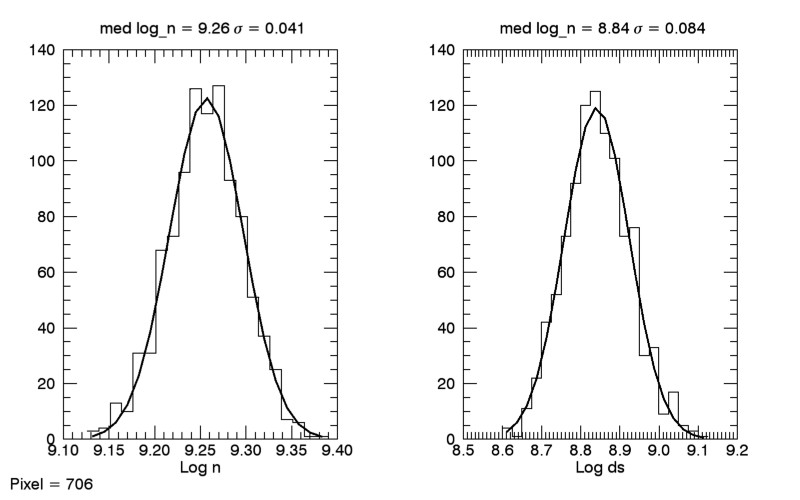 med log_n = 9.26 σ = 0.041
140
120
100
80
60
40
20
0
9.10 9.15 9.20 9.25 9.30 9.35 9.40
Log n
med log_n = 8.84 σ = 0.084
140
120
100
80
60
40
20
0
8.5 8.6 8.7 8.8 8.9 9.0 9.1 9.2
Log ds
Pixel = 706